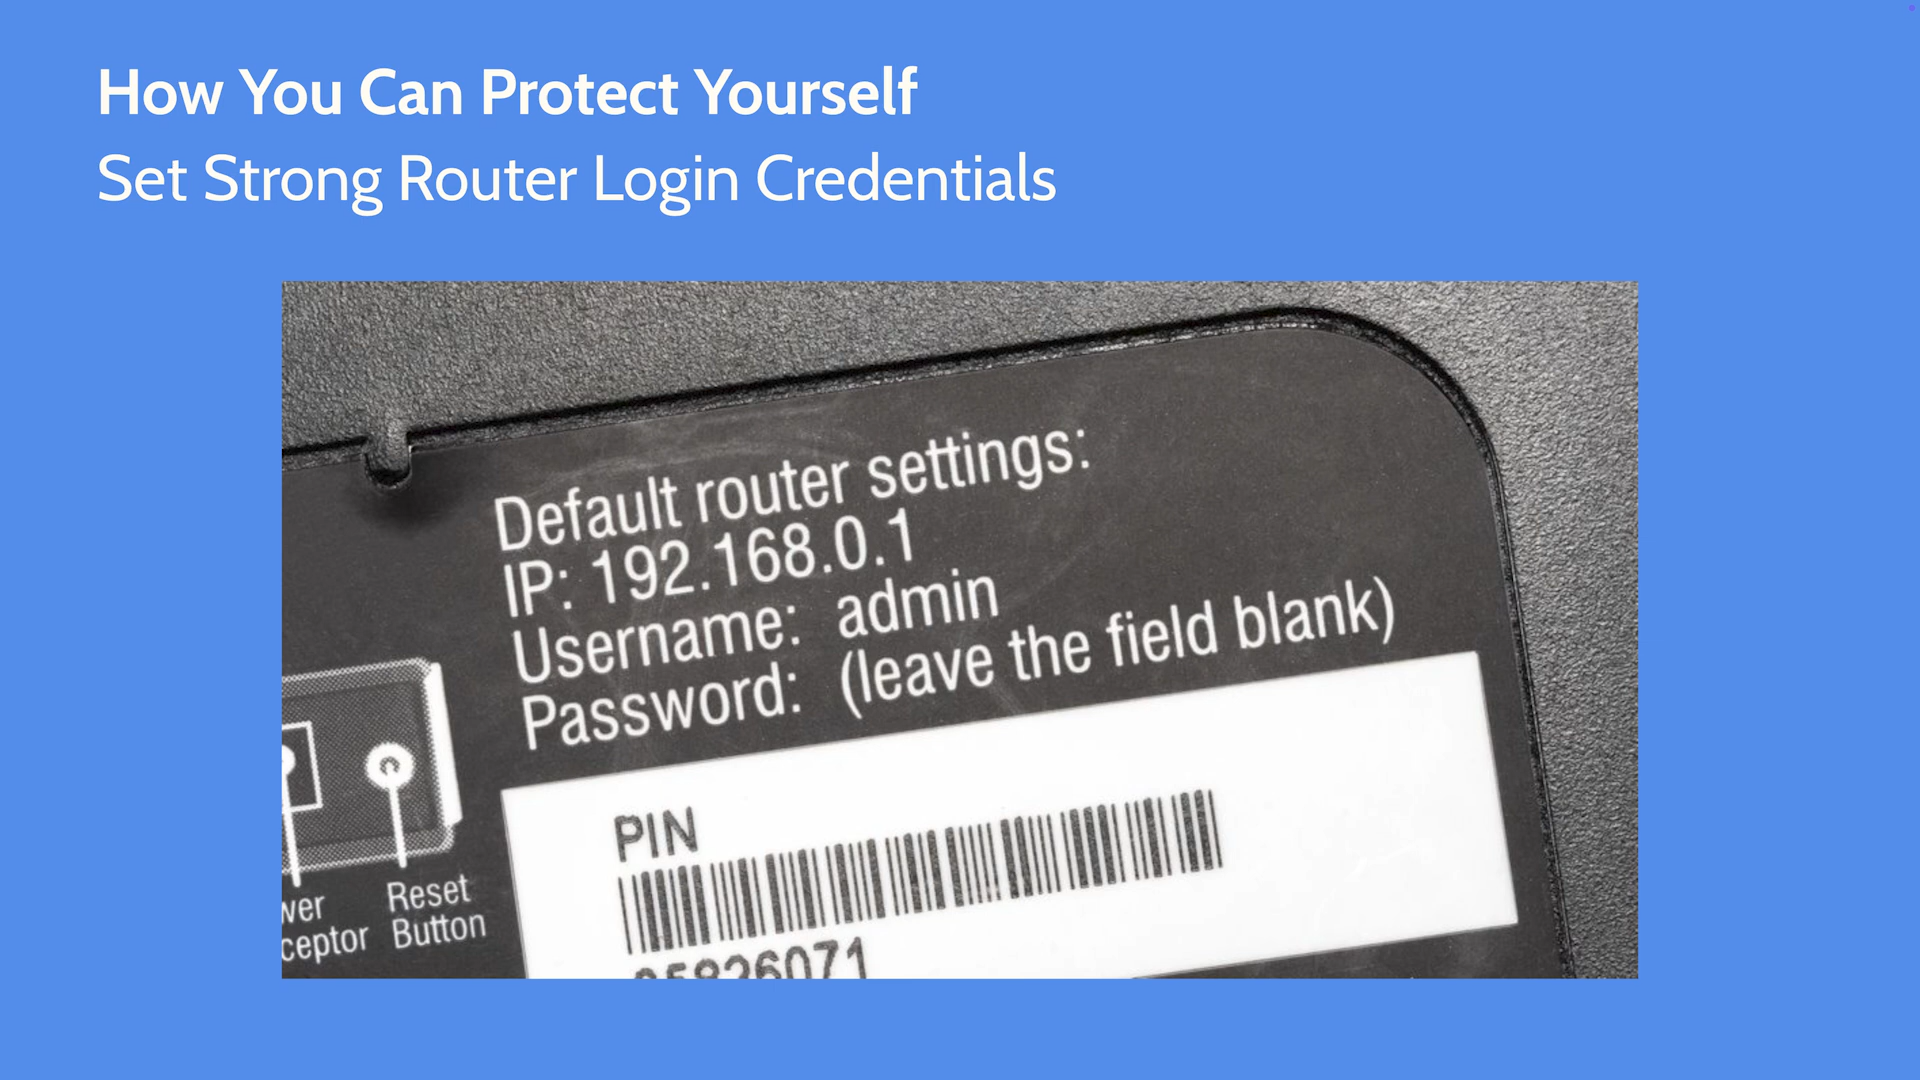 How You Can Protect Yourself
Set Strong Router Login Credentials
Default router settings:
IP: 192.168.0.1
Username: admin
Password: (leave the field blank)
PIN
Reset
Button